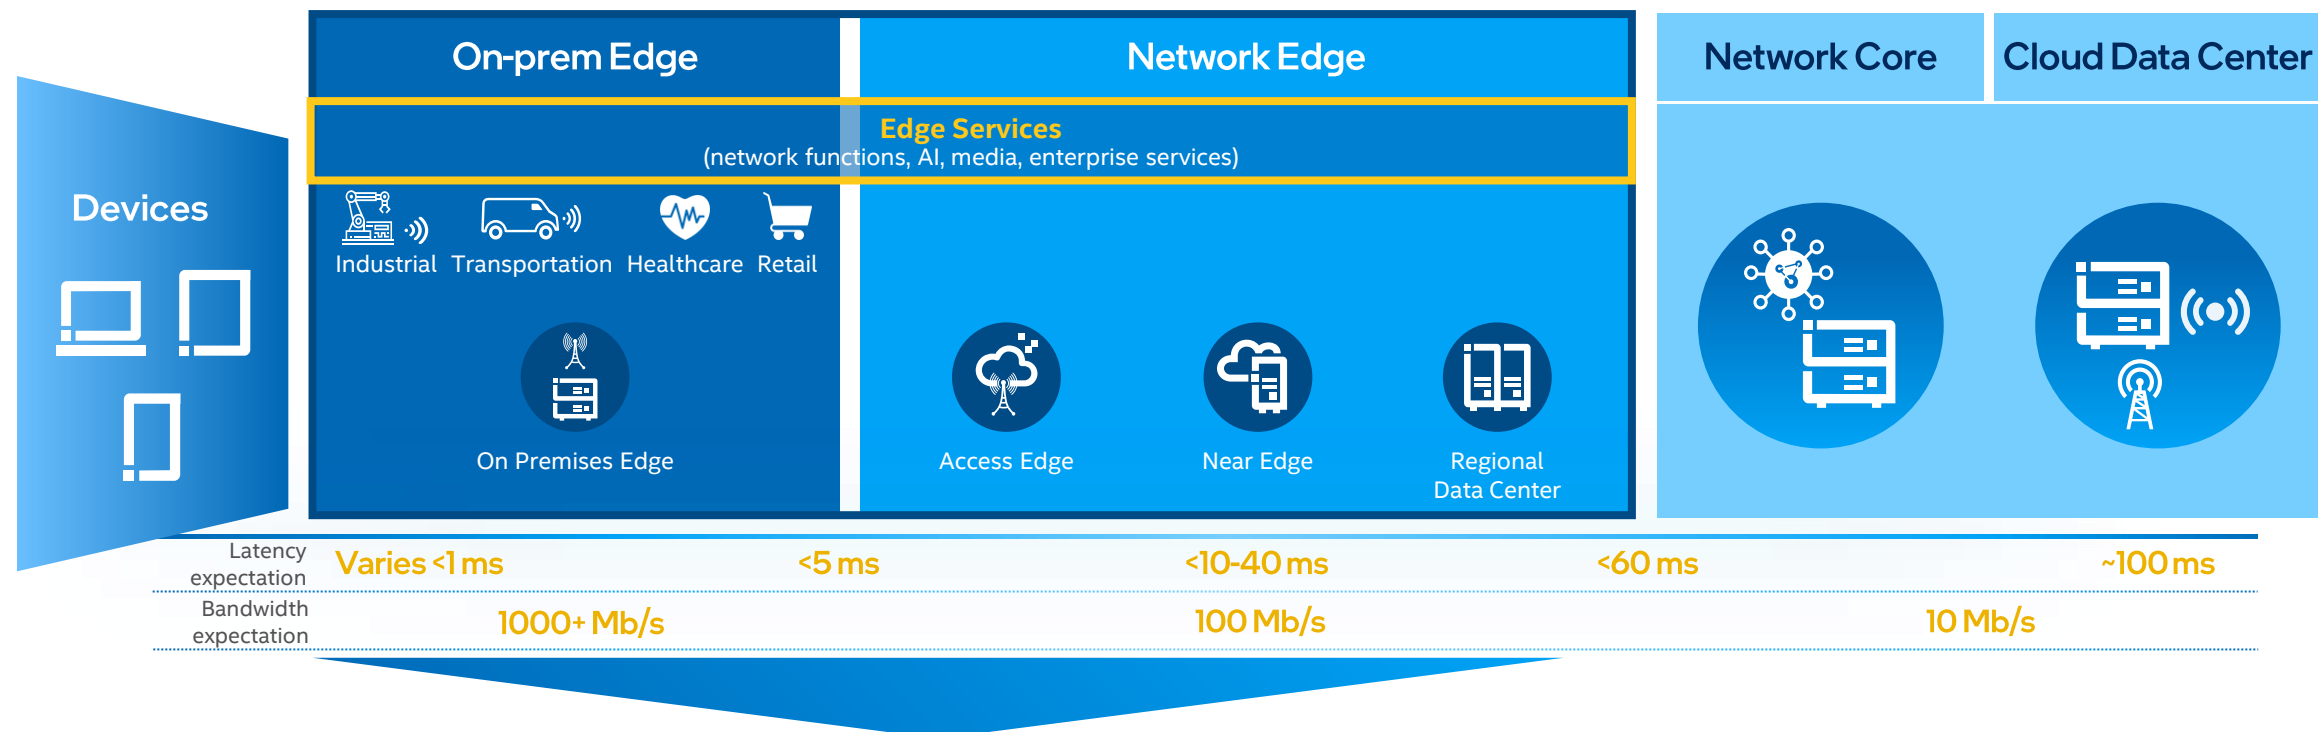 On-prem Edge
Network Edge
Network Core
Cloud Data Center
Edge Services
(network functions, AI, media, enterprise services)
Devices
Industrial
Transportation
Healthcare
Retail
On Premises Edge
Access Edge
Near Edge
Regional
Data Center
Latency
expectation
Varies <1 ms
<5 ms
<10-40 ms
<60 ms
~100 ms
Bandwidth
expectation
1000+ Mb/s
100 Mb/s
10 Mb/s